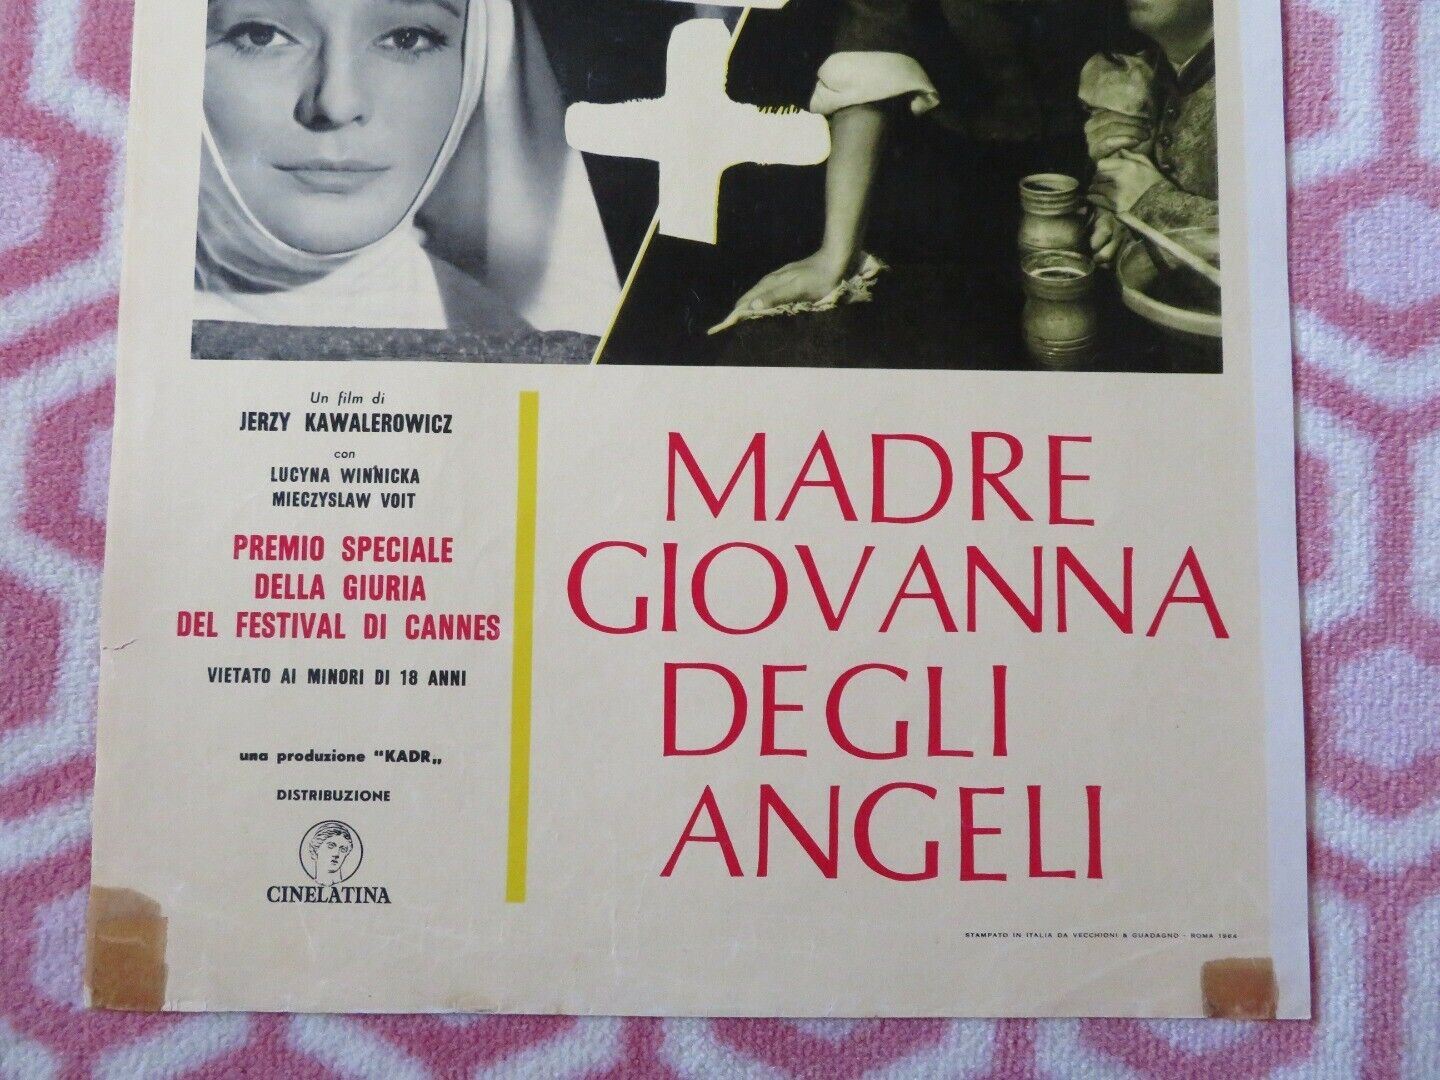 Un film di
JERZY KAWALEROWICZ
con
LUCYNA WINNICKA
MIECZYSLAW VOIT
PREMIO SPECIALE
DELLA GIURIA
DEL FESTIVAL DI CANNES
VIETATO AI MINORI DI 18 ANNI
una produzione "KADR„
DISTRIBUZIONE
CINELATINA
MADRE
GIOVANNA
DEGLI
ANGELI
STAMPATO IN ITALIA DA VECCHIONI & GUADAGNO - ROMA 1964